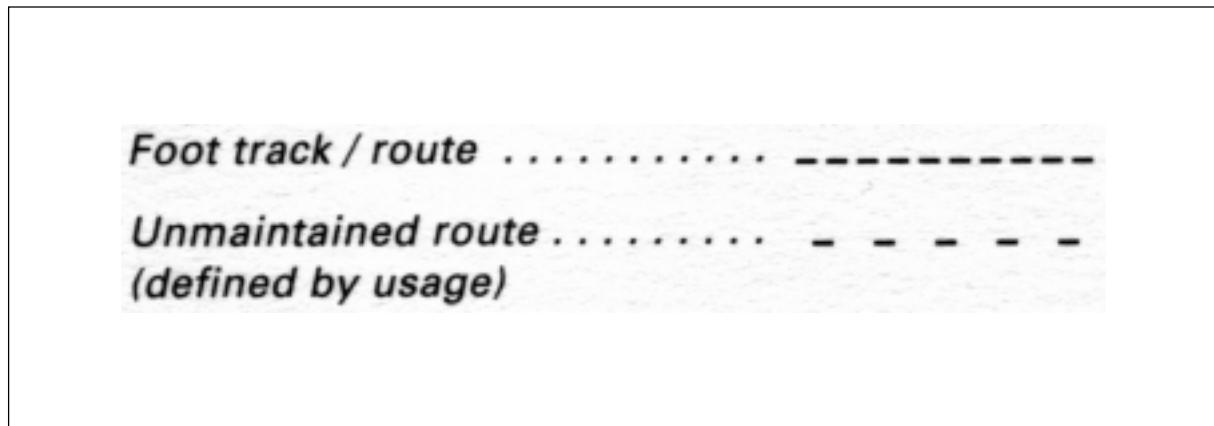 Foot track / route ...........
Unmaintained route .........
(defined by usage)